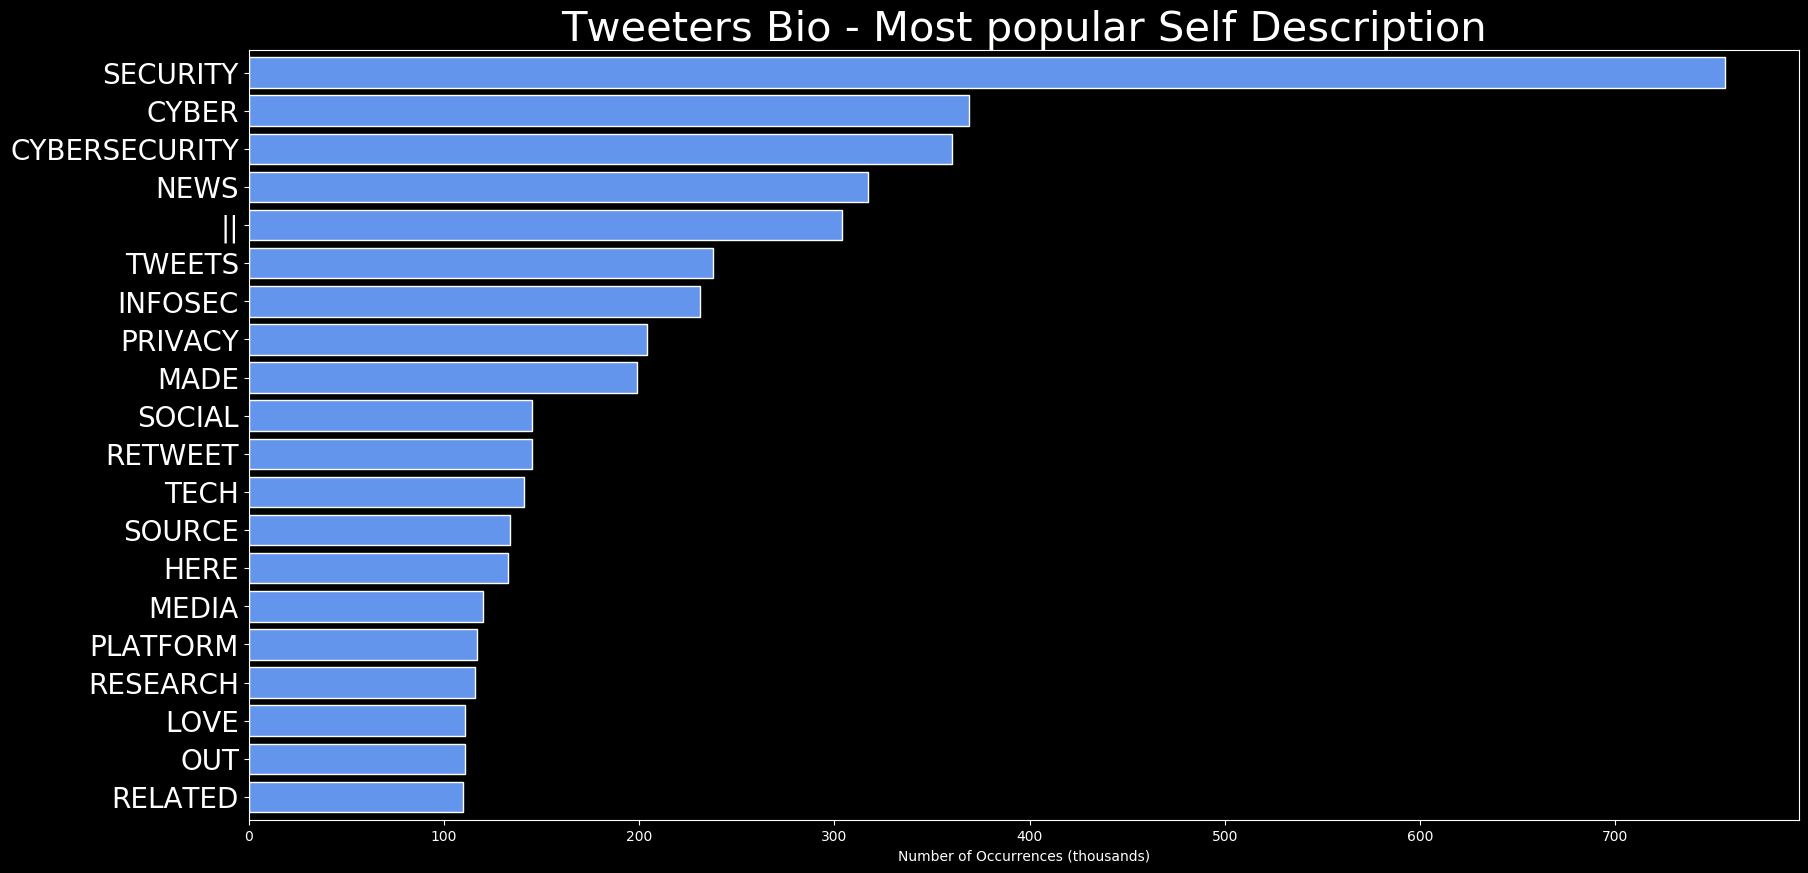 Tweeters Bio - Most popular Self Description
SECURITY
CYBER
CYBERSECURITY
NEWS
||
TWEETS
INFOSEC
PRIVACY
MADE
SOCIAL
RETWEET
TECH
SOURCE
HERE
MEDIA
PLATFORM
RESEARCH
LOVE
OUT
RELATED
0 100 200 300 400 500 600 700
Number of Occurrences (thousands)